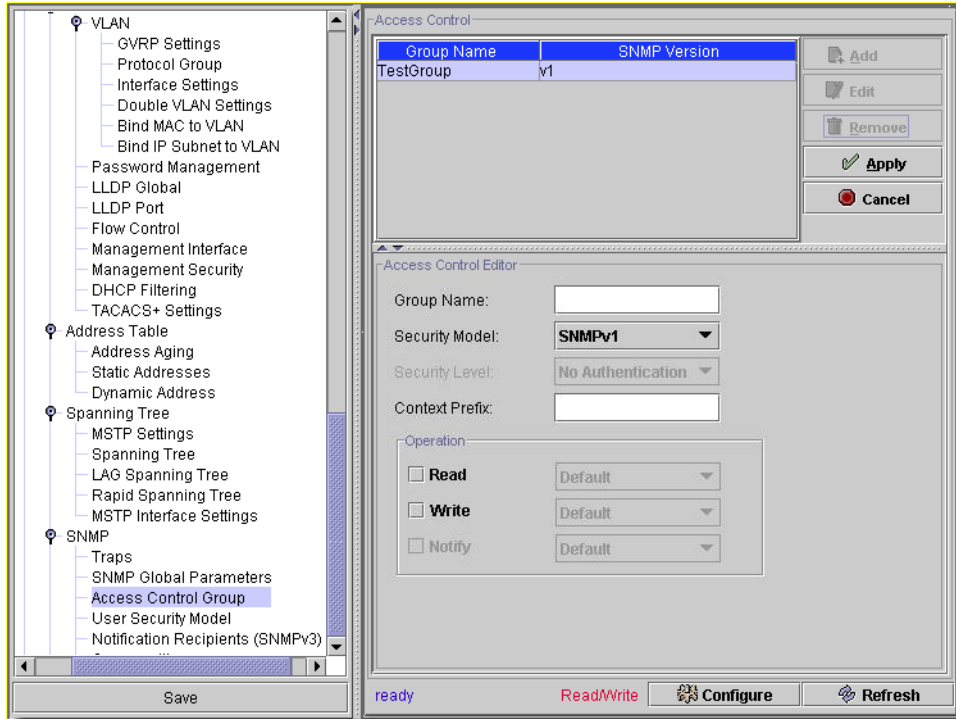 VLAN
GVRP Settings
Protocol Group
Interface Settings
Double VLAN Settings
Bind MAC to VLAN
Bind IP Subnet to VLAN
Password Management
LLDP Global
LLDP Port
Flow Control
Management Interface
Management Security
DHCP Filtering
TACACS+ Settings
Address Table
Address Aging
Static Addresses
Dynamic Address
Spanning Tree
MSTP Settings
Spanning Tree
LAG Spanning Tree
Rapid Spanning Tree
MSTP Interface Settings
SNMP
Traps
SNMP Global Parameters
Access Control Group
User Security Model
Notification Recipients (SNMPv3)
Save
Access Control
Group Name SNMP Version
TestGroup v1
Add
Edit
Remove
Apply
Cancel
Access Control Editor
Group Name:
Security Model: SNMPv1
Security Level: No Authentication
Context Prefix:
Operation
Read Default
Write Default
Notify Default
ready Read/Write Configure Refresh